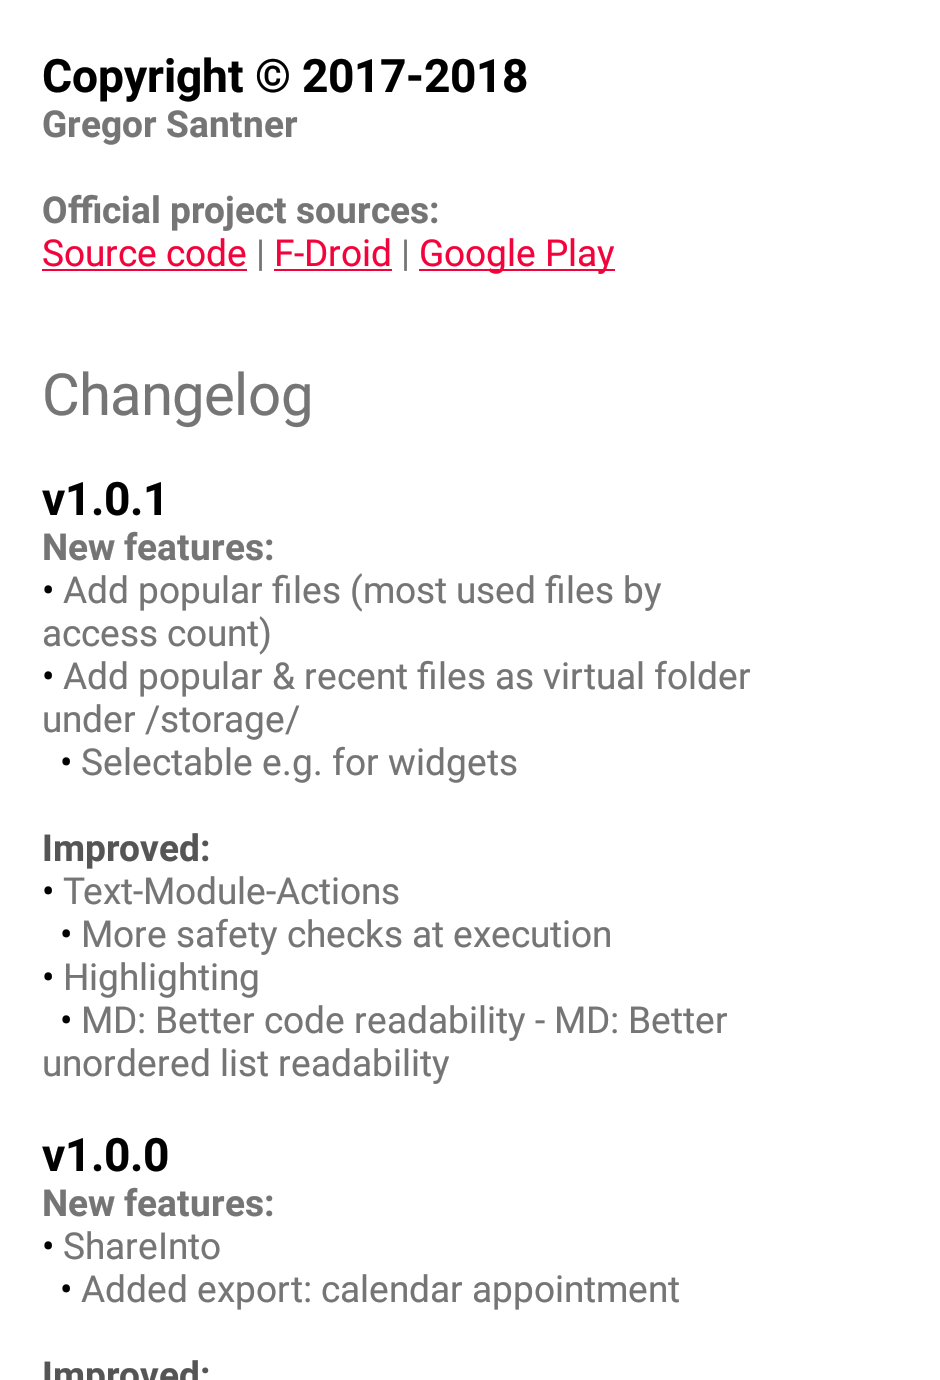 Copyright © 2017-2018
Gregor Santner
Official project sources:
Source code | F-Droid | Google Play
Changelog
v1.0.1
New features:
• Add popular files (most used files by
access count)
• Add popular & recent files as virtual folder
under /storage/
• Selectable e.g. for widgets
Improved:
• Text-Module-Actions
• More safety checks at execution
• Highlighting
• MD: Better code readability - MD: Better
unordered list readability
v1.0.0
New features:
• ShareInto
• Added export: calendar appointment
Improved: